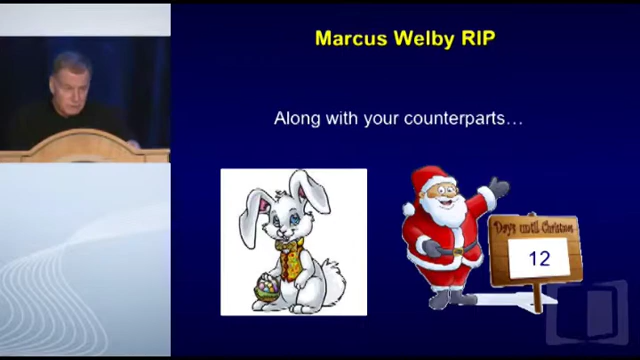 Marcus Welby RIP
Along with your counterparts…
Days until Christmas
12